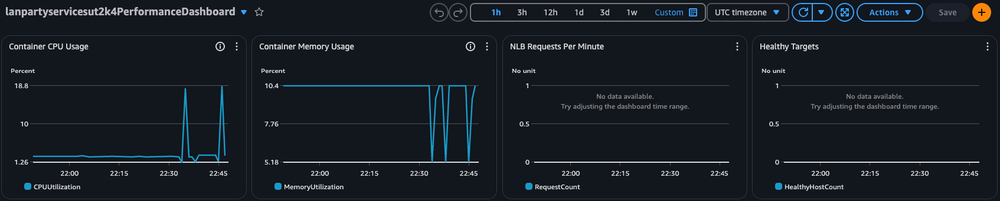 lanpartyservicesut2k4PerformanceDashboard
1h 3h 12h 1d 3d 1w Custom UTC timezone Actions Save
Container CPU Usage
Percent
18.8
10
1.26
22:00 22:15 22:30 22:45
CPUUtilization
Container Memory Usage
Percent
10.4
7.76
5.18
22:00 22:15 22:30 22:45
MemoryUtilization
NLB Requests Per Minute
No unit
1
No data available.
Try adjusting the dashboard time range.
0.5
0
22:00 22:15 22:30 22:45
RequestCount
Healthy Targets
No unit
1
No data available.
Try adjusting the dashboard time range.
0.5
0
22:00 22:15 22:30 22:45
HealthyHostCount